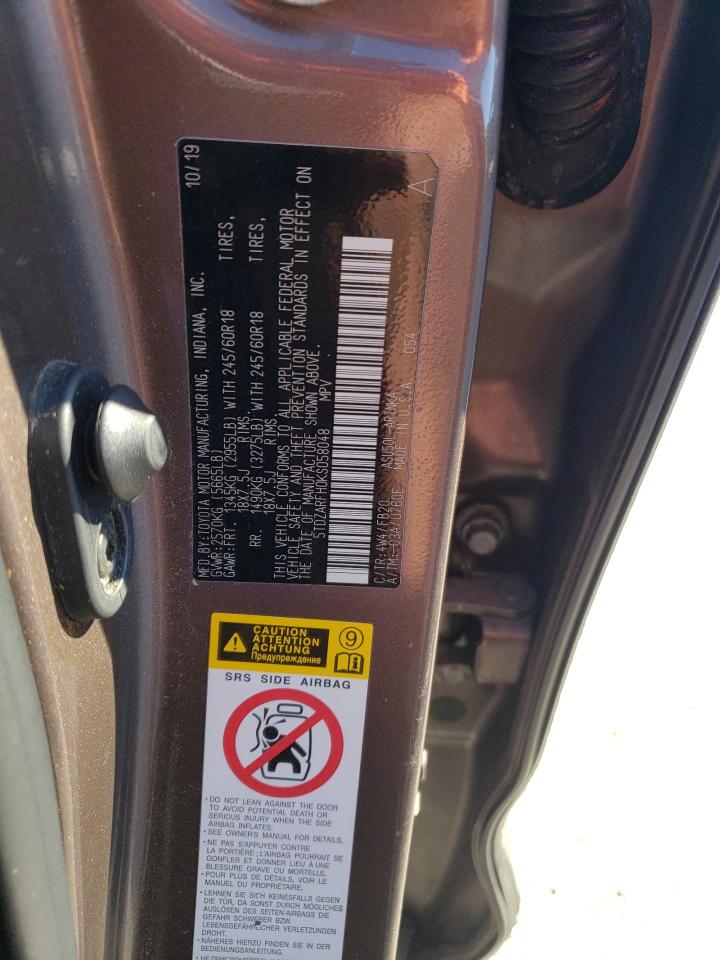 MFD.BY:TOYOTA MOTOR MANUFACTURING, INDIANA, INC. 10/19
GVWR:2570KG (5665LB)
GAWR:FRT. 1345KG (2955LB) WITH 245/60R18 TIRES,
18X7.5J RIMS,
RR. 1490KG (3275LB) WITH 245/60R18 TIRES,
18X7.5J RIMS
THIS VEHICLE CONFORMS TO ALL APPLICABLE FEDERAL MOTOR
VEHICLE SAFETY AND THEFT PREVENTION STANDARDS IN EFFECT ON
THE DATE OF MANUFACTURE SHOWN ABOVE.
5TDZARFH0KS058048 MPV
C/TR:4W4/FB20
A/TM:-03A/U760E MADE IN U.S.A. 054
A
CAUTION
ATTENTION
ACHTUNG
Предупреждение
9
SRS SIDE AIRBAG
• DO NOT LEAN AGAINST THE DOOR
TO AVOID POTENTIAL DEATH OR
SERIOUS INJURY WHEN THE SIDE
AIRBAG INFLATES.
• SEE OWNER'S MANUAL FOR DETAILS.
• NE PAS S'APPUYER CONTRE
LA PORTIÈRE; L'AIRBAG POURRAIT SE
GONFLER ET DONNER LIEU À UNE
BLESSURE GRAVE OU MORTELLE.
• POUR PLUS DE DÉTAILS, VOIR LE
MANUEL DU PROPRIÉTAIRE.
• LEHNEN SIE SICH KEINESFALLS GEGEN
DIE TÜR, DA SONST DURCH MÖGLICHES
AUSLÖSEN DES SEITEN-AIRBAGS DIE
GEFAHR SCHWERER BZW.
LEBENSGEFÄHRLICHER VERLETZUNGEN
DROHT.
• NÄHERES HIERZU FINDEN SIE IN DER
BEDIENUNGSANLEITUNG.